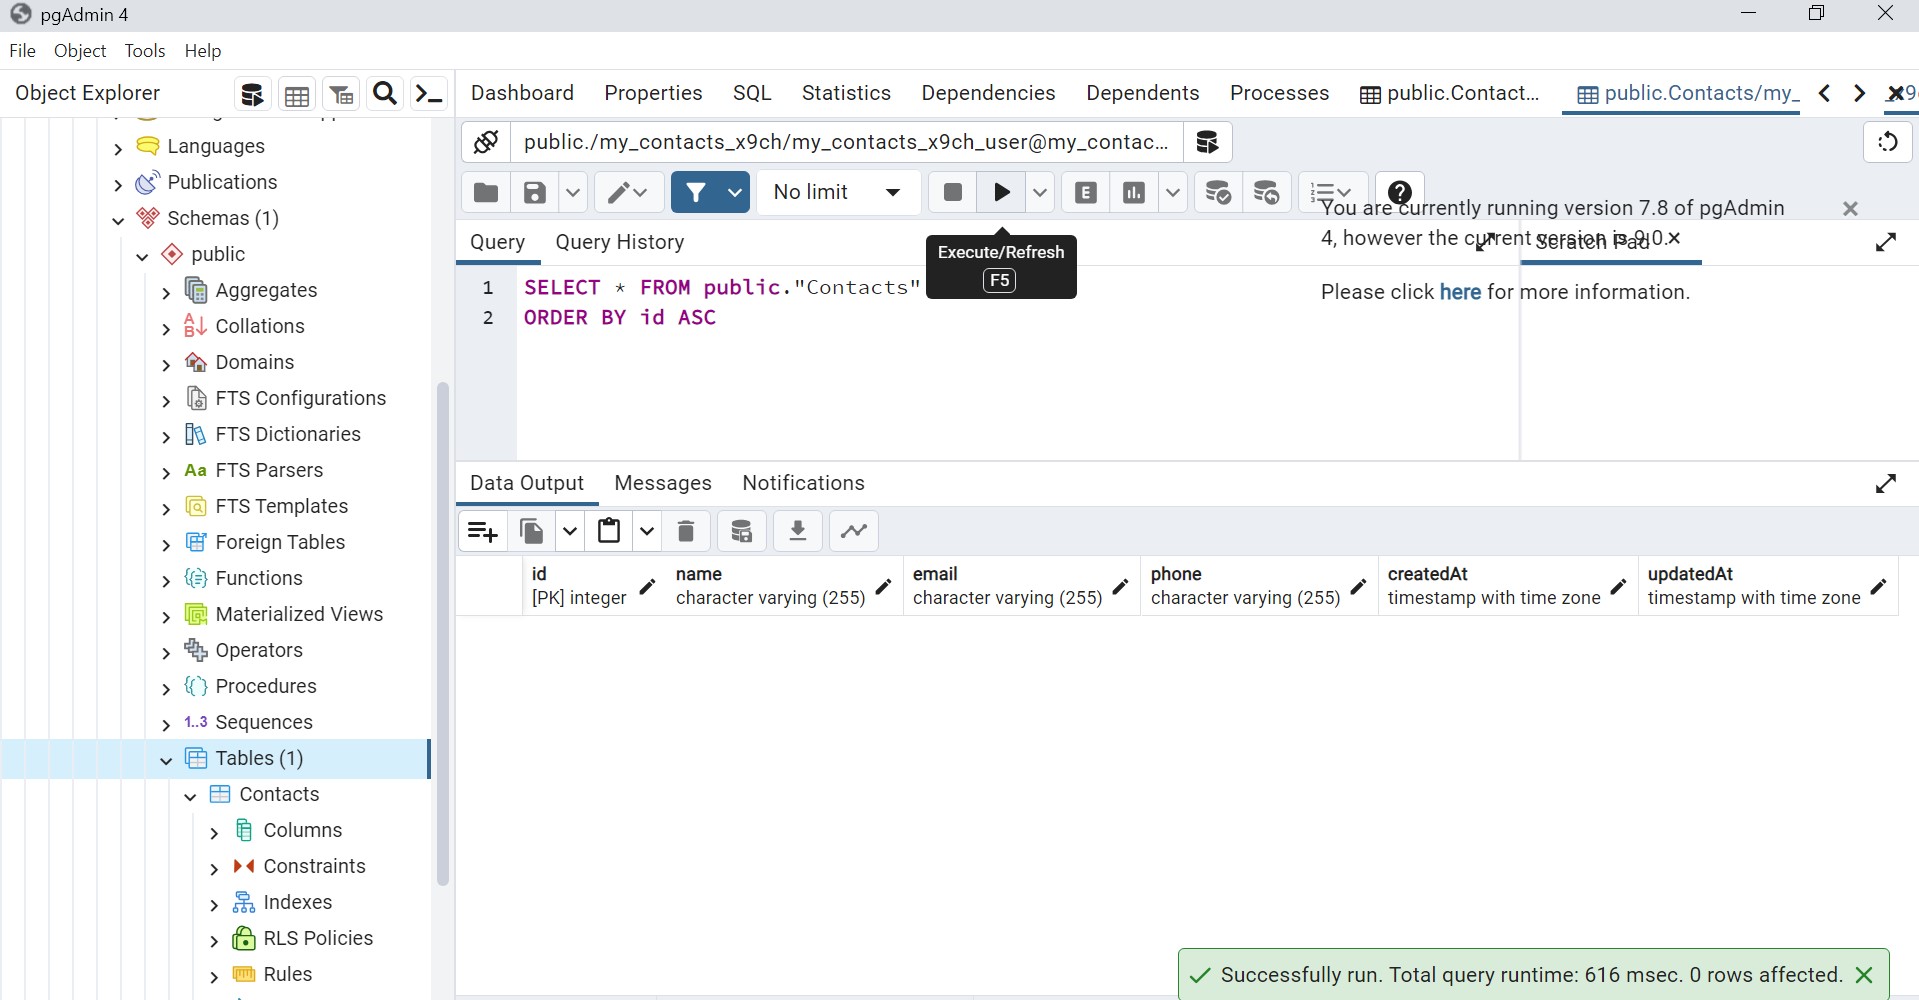 pgAdmin 4
File Object Tools Help
Object Explorer
Dashboard Properties SQL Statistics Dependencies Dependents Processes public.Contact... public.Contacts/my_
public./my_contacts_x9ch/my_contacts_x9ch_user@my_contac...
No limit
E
You are currently running version 7.8 of pgAdmin
4, however the current version is 9.0.
Please click here for more information.
Query Query History
Scratch Pad
Execute/Refresh
F5
1 SELECT * FROM public."Contacts"
2 ORDER BY id ASC
Languages
Publications
Schemas (1)
public
Aggregates
Collations
Domains
FTS Configurations
FTS Dictionaries
Aa FTS Parsers
FTS Templates
Foreign Tables
Functions
Materialized Views
Operators
Procedures
1..3 Sequences
Tables (1)
Contacts
Columns
Constraints
Indexes
RLS Policies
Rules
Data Output Messages Notifications
id name email phone createdAt updatedAt
[PK] integer character varying (255) character varying (255) character varying (255) timestamp with time zone timestamp with time zone
Successfully run. Total query runtime: 616 msec. 0 rows affected.